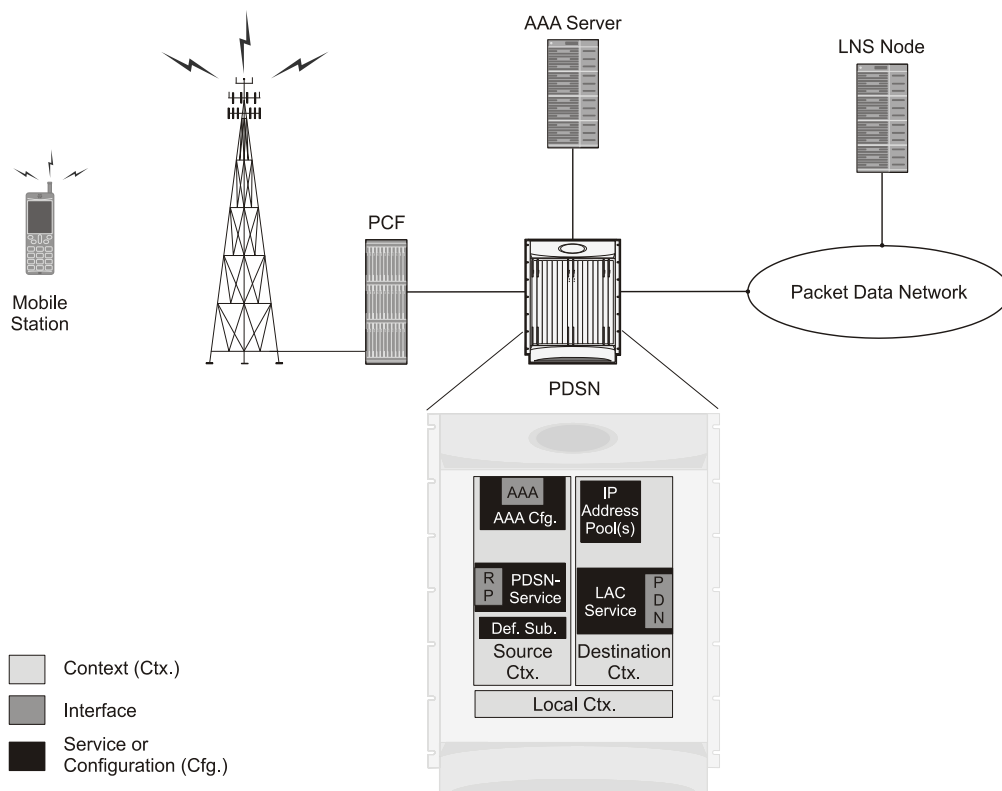 AAA Server
LNS Node
PCF
Mobile
Station
Packet Data Network
PDSN
AAA
AAA Cfg.
IP
Address
Pool(s)
R
P
PDSN-
Service
LAC
Service
P
D
N
Def. Sub.
Source
Ctx.
Destination
Ctx.
Local Ctx.
Context (Ctx.)
Interface
Service or
Configuration (Cfg.)